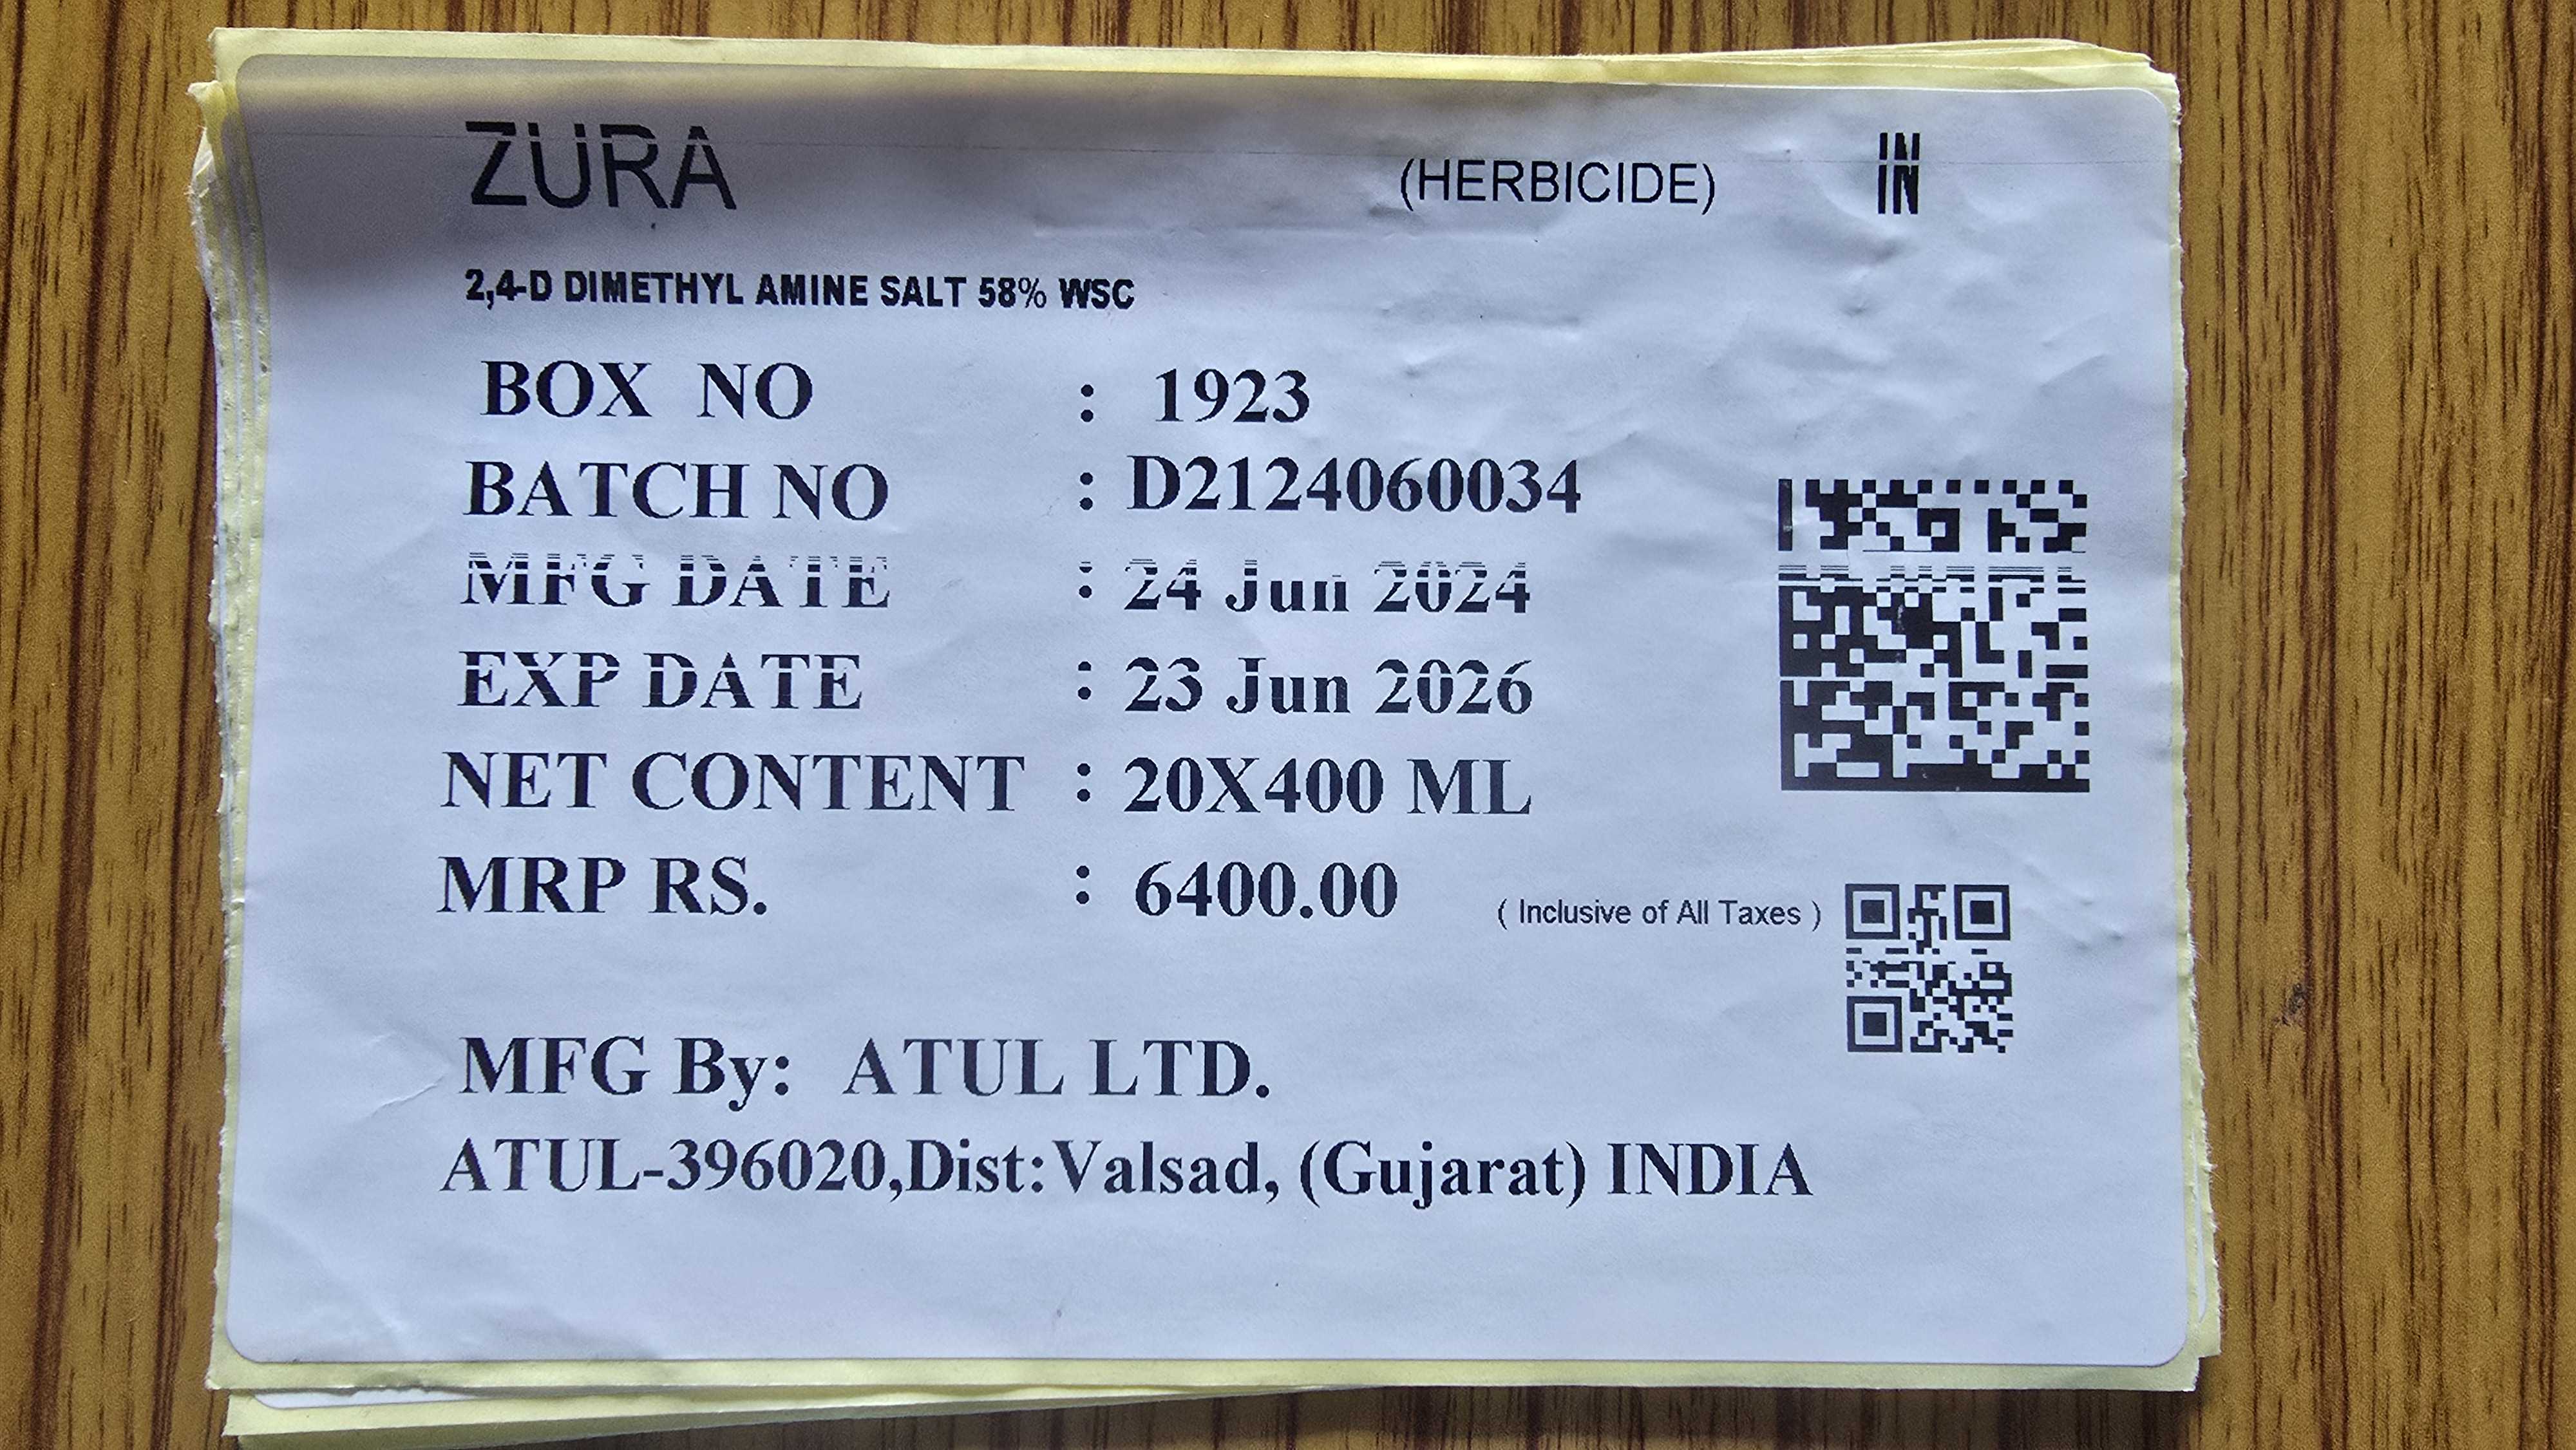 ZURA (HERBICIDE) IN
2,4-D DIMETHYL AMINE SALT 58% WSC
BOX NO : 1923
BATCH NO : D2124060034
MFG DATE : 24 Jun 2024
EXP DATE : 23 Jun 2026
NET CONTENT : 20X400 ML
MRP RS. : 6400.00 ( Inclusive of All Taxes )
MFG By: ATUL LTD.
ATUL-396020,Dist:Valsad, (Gujarat) INDIA